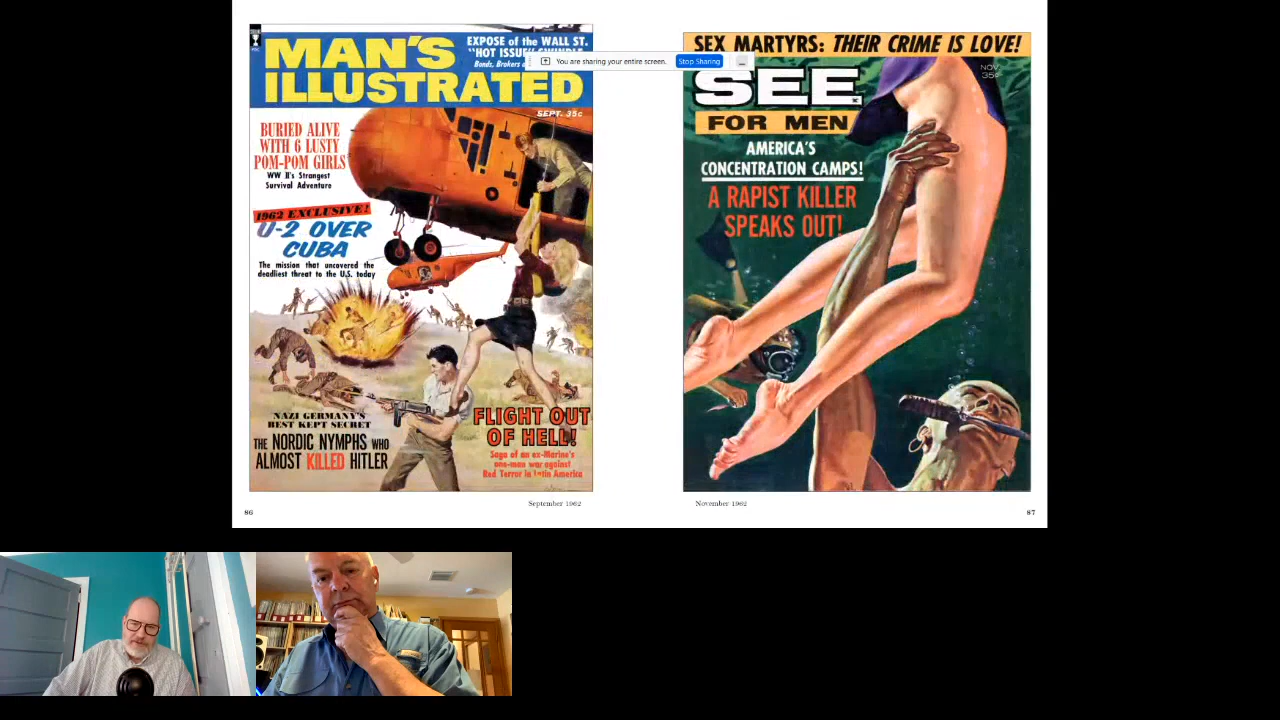 MAN'S
ILLUSTRATED
EXPOSE of the WALL ST.
"HOT ISSUE"
Bonds, Brokers
SEPT. 35c
BURIED ALIVE
WITH 6 LUSTY
POM-POM GIRLS
WW II's Strangest
Survival Adventure
1962 EXCLUSIVE!
U-2 OVER
CUBA
The mission that uncovered the
deadliest threat to the U.S. today
NAZI GERMANY'S
BEST KEPT SECRET
THE NORDIC NYMPHS WHO
ALMOST KILLED HITLER
FLIGHT OUT
OF HELL!
Saga of an ex-Marine's
one-man war against
Red Terror in Latin America
September 1962
86
You are sharing your entire screen.
Stop Sharing
SEX MARTYRS: THEIR CRIME IS LOVE!
SEE
FOR MEN
NOV
35c
AMERICA'S
CONCENTRATION CAMPS!
A RAPIST KILLER
SPEAKS OUT!
November 1962
87